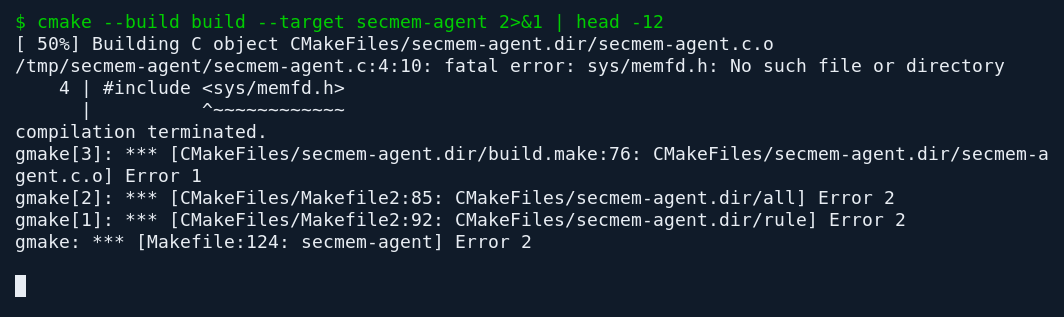 $ cmake --build build --target secmem-agent 2>&1 | head -12
[ 50%] Building C object CMakeFiles/secmem-agent.dir/secmem-agent.c.o
/tmp/secmem-agent/secmem-agent.c:4:10: fatal error: sys/memfd.h: No such file or directory
    4 | #include <sys/memfd.h>
      |          ^~~~~~~~~~~~~
compilation terminated.
gmake[3]: *** [CMakeFiles/secmem-agent.dir/build.make:76: CMakeFiles/secmem-agent.dir/secmem-a
gent.c.o] Error 1
gmake[2]: *** [CMakeFiles/Makefile2:85: CMakeFiles/secmem-agent.dir/all] Error 2
gmake[1]: *** [CMakeFiles/Makefile2:92: CMakeFiles/secmem-agent.dir/rule] Error 2
gmake: *** [Makefile:124: secmem-agent] Error 2